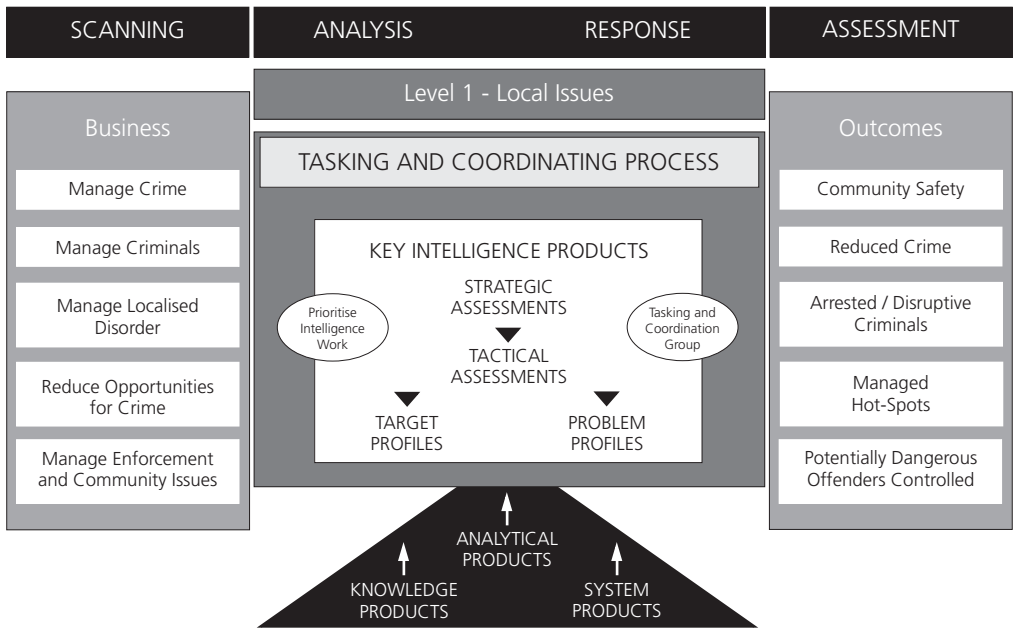 SCANNING
ANALYSIS
RESPONSE
ASSESSMENT
Level 1 - Local Issues
Business
Manage Crime
Manage Criminals
Manage Localised
Disorder
Reduce Opportunities
for Crime
Manage Enforcement
and Community Issues
TASKING AND COORDINATING PROCESS
KEY INTELLIGENCE PRODUCTS
STRATEGIC
ASSESSMENTS
Prioritise
Intelligence
Work
Tasking and
Coordination
Group
TACTICAL
ASSESSMENTS
TARGET
PROFILES
PROBLEM
PROFILES
ANALYTICAL
PRODUCTS
KNOWLEDGE
PRODUCTS
SYSTEM
PRODUCTS
Outcomes
Community Safety
Reduced Crime
Arrested / Disruptive
Criminals
Managed
Hot-Spots
Potentially Dangerous
Offenders Controlled